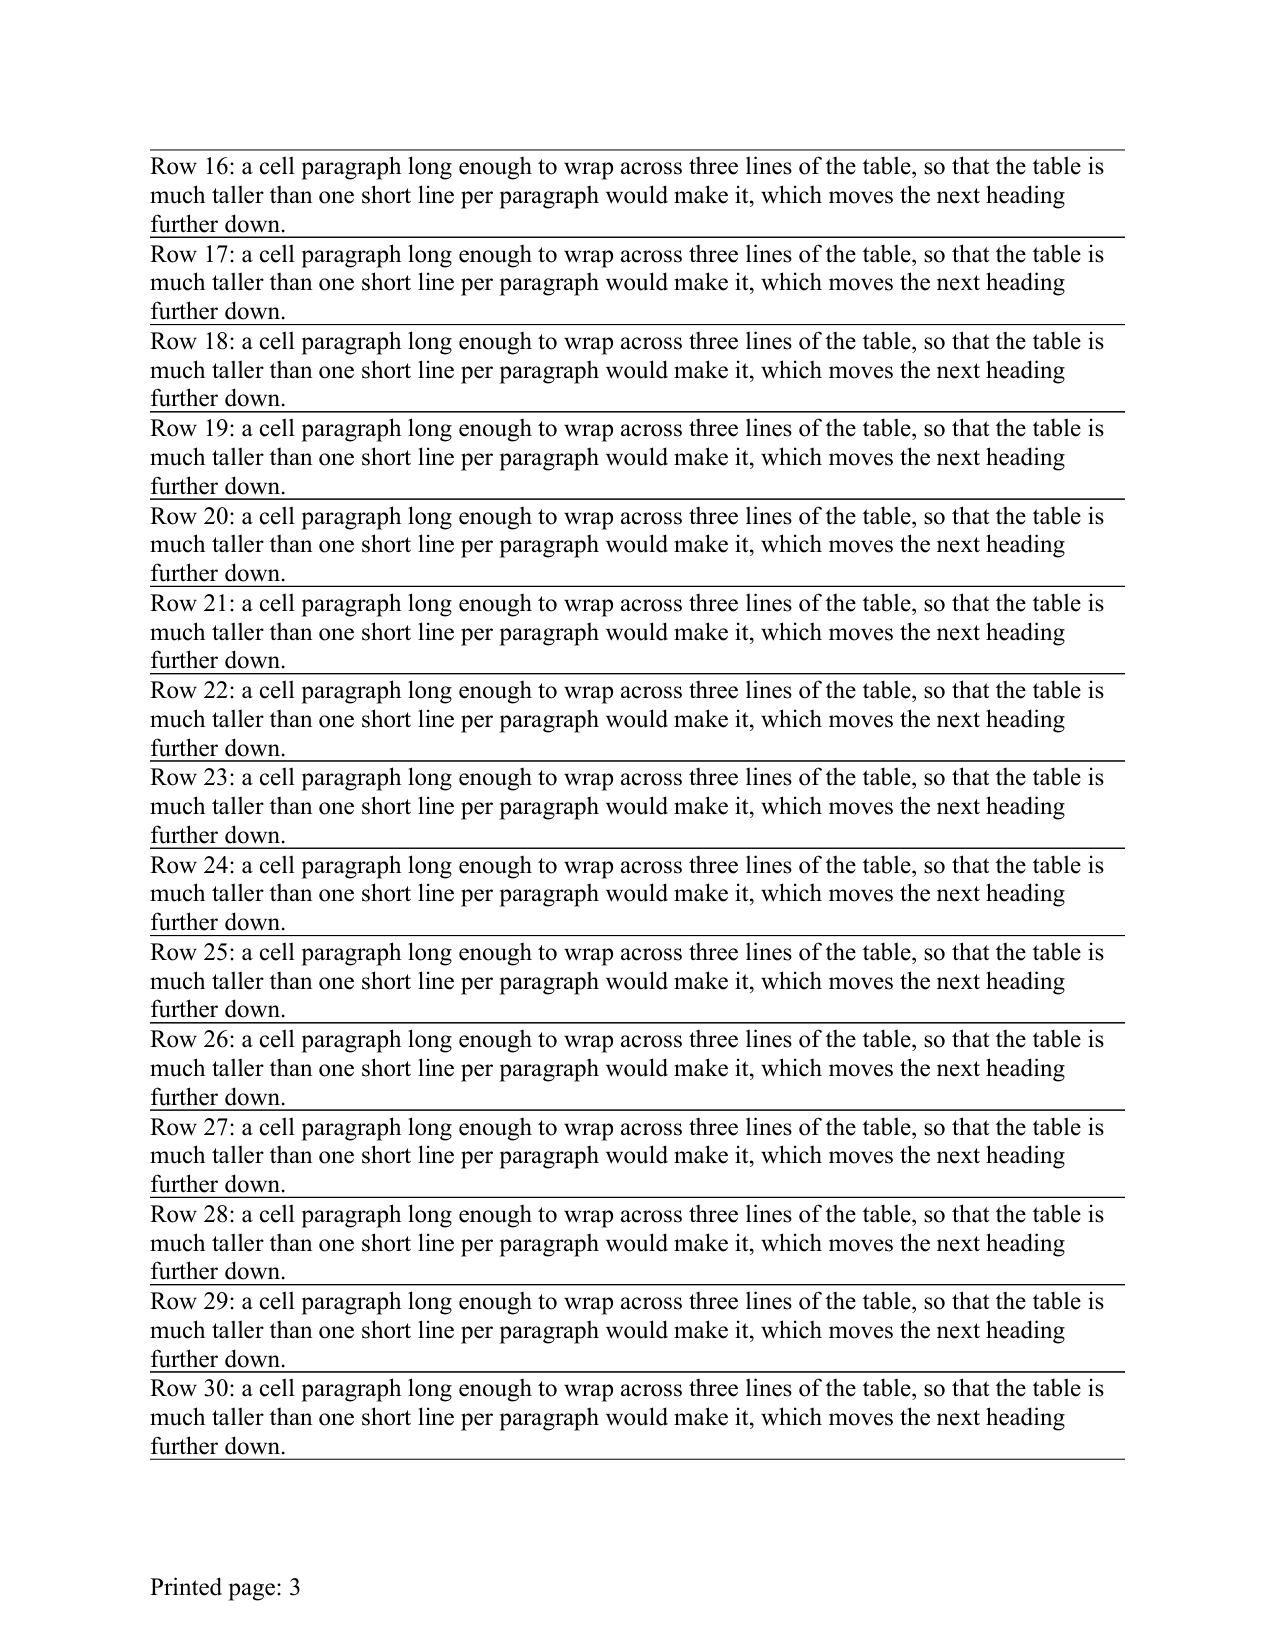 Row 16: a cell paragraph long enough to wrap across three lines of the table, so that the table is
much taller than one short line per paragraph would make it, which moves the next heading
further down.
Row 17: a cell paragraph long enough to wrap across three lines of the table, so that the table is
much taller than one short line per paragraph would make it, which moves the next heading
further down.
Row 18: a cell paragraph long enough to wrap across three lines of the table, so that the table is
much taller than one short line per paragraph would make it, which moves the next heading
further down.
Row 19: a cell paragraph long enough to wrap across three lines of the table, so that the table is
much taller than one short line per paragraph would make it, which moves the next heading
further down.
Row 20: a cell paragraph long enough to wrap across three lines of the table, so that the table is
much taller than one short line per paragraph would make it, which moves the next heading
further down.
Row 21: a cell paragraph long enough to wrap across three lines of the table, so that the table is
much taller than one short line per paragraph would make it, which moves the next heading
further down.
Row 22: a cell paragraph long enough to wrap across three lines of the table, so that the table is
much taller than one short line per paragraph would make it, which moves the next heading
further down.
Row 23: a cell paragraph long enough to wrap across three lines of the table, so that the table is
much taller than one short line per paragraph would make it, which moves the next heading
further down.
Row 24: a cell paragraph long enough to wrap across three lines of the table, so that the table is
much taller than one short line per paragraph would make it, which moves the next heading
further down.
Row 25: a cell paragraph long enough to wrap across three lines of the table, so that the table is
much taller than one short line per paragraph would make it, which moves the next heading
further down.
Row 26: a cell paragraph long enough to wrap across three lines of the table, so that the table is
much taller than one short line per paragraph would make it, which moves the next heading
further down.
Row 27: a cell paragraph long enough to wrap across three lines of the table, so that the table is
much taller than one short line per paragraph would make it, which moves the next heading
further down.
Row 28: a cell paragraph long enough to wrap across three lines of the table, so that the table is
much taller than one short line per paragraph would make it, which moves the next heading
further down.
Row 29: a cell paragraph long enough to wrap across three lines of the table, so that the table is
much taller than one short line per paragraph would make it, which moves the next heading
further down.
Row 30: a cell paragraph long enough to wrap across three lines of the table, so that the table is
much taller than one short line per paragraph would make it, which moves the next heading
further down.
Printed page: 3